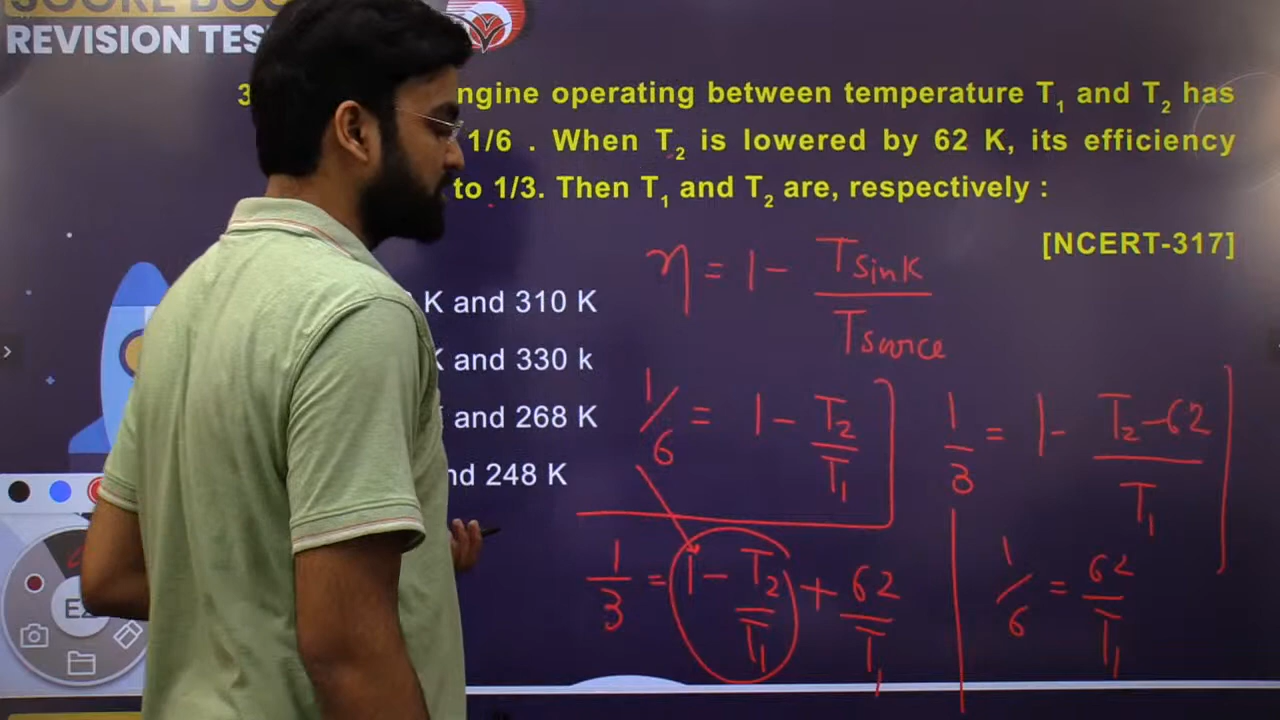 REVISION TES
3
ngine operating between temperature T₁ and T₂ has
1/6 . When T₂ is lowered by 62 K, its efficiency
to 1/3. Then T₁ and T₂ are, respectively :
[NCERT-317]
η = 1 - Tsink / Tsource
K and 310 K
K and 330 k
and 268 K
nd 248 K
1/6 = 1 - T₂/T₁
1/3 = 1 - (T₂-62)/T₁
1/3 = 1 - T₂/T₁ + 62/T₁
1/6 = 62/T₁